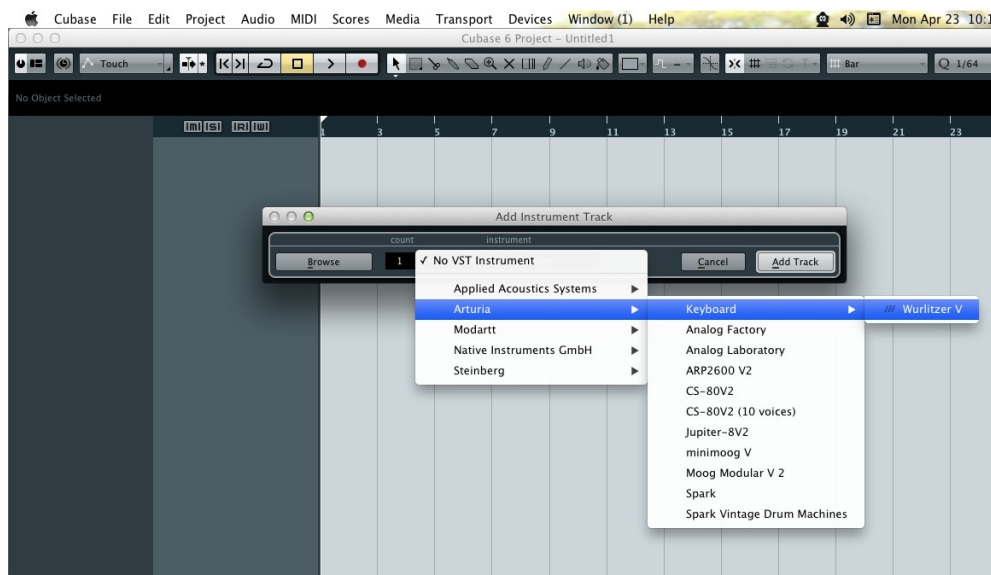 Cubase File Edit Project Audio MIDI Scores Media Transport Devices Window (1) Help Mon Apr 23 10:1
Cubase 6 Project - Untitled1
Touch Bar Q 1/64
No Object Selected
M S R W
1 3 5 7 9 11 13 15 17 19 21 23
Add Instrument Track
count instrument
Browse 1 ✓ No VST Instrument Cancel Add Track
Applied Acoustics Systems
Arturia Keyboard /// Wurlitzer V
Modartt Analog Factory
Native Instruments GmbH Analog Laboratory
Steinberg ARP2600 V2
CS-80V2
CS-80V2 (10 voices)
Jupiter-8V2
minimoog V
Moog Modular V 2
Spark
Spark Vintage Drum Machines